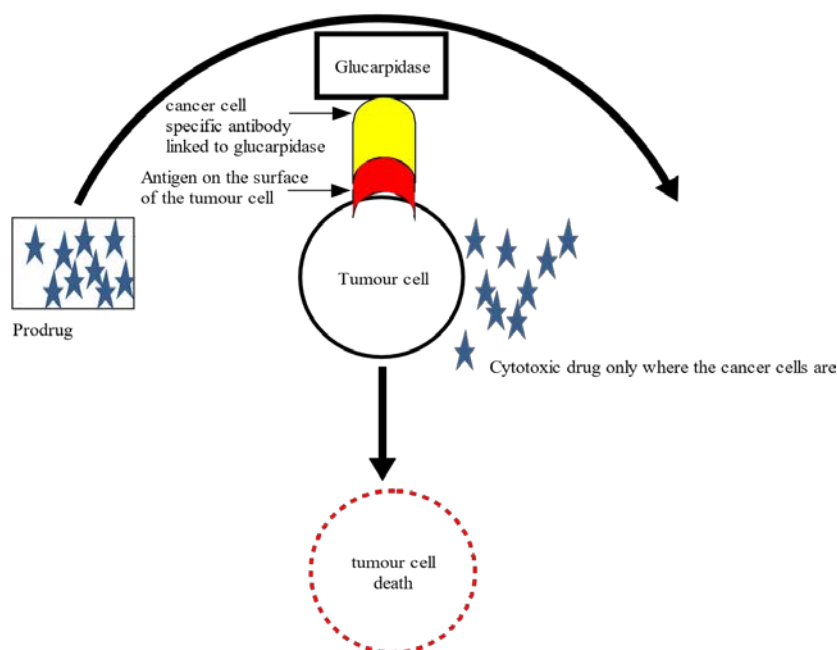 Glucarpidase
cancer cell
specific antibody
linked to glucarpidase
Antigen on the surface
of the tumour cell
Tumour cell
Prodrug
Cytotoxic drug only where the cancer cells are
tumour cell
death